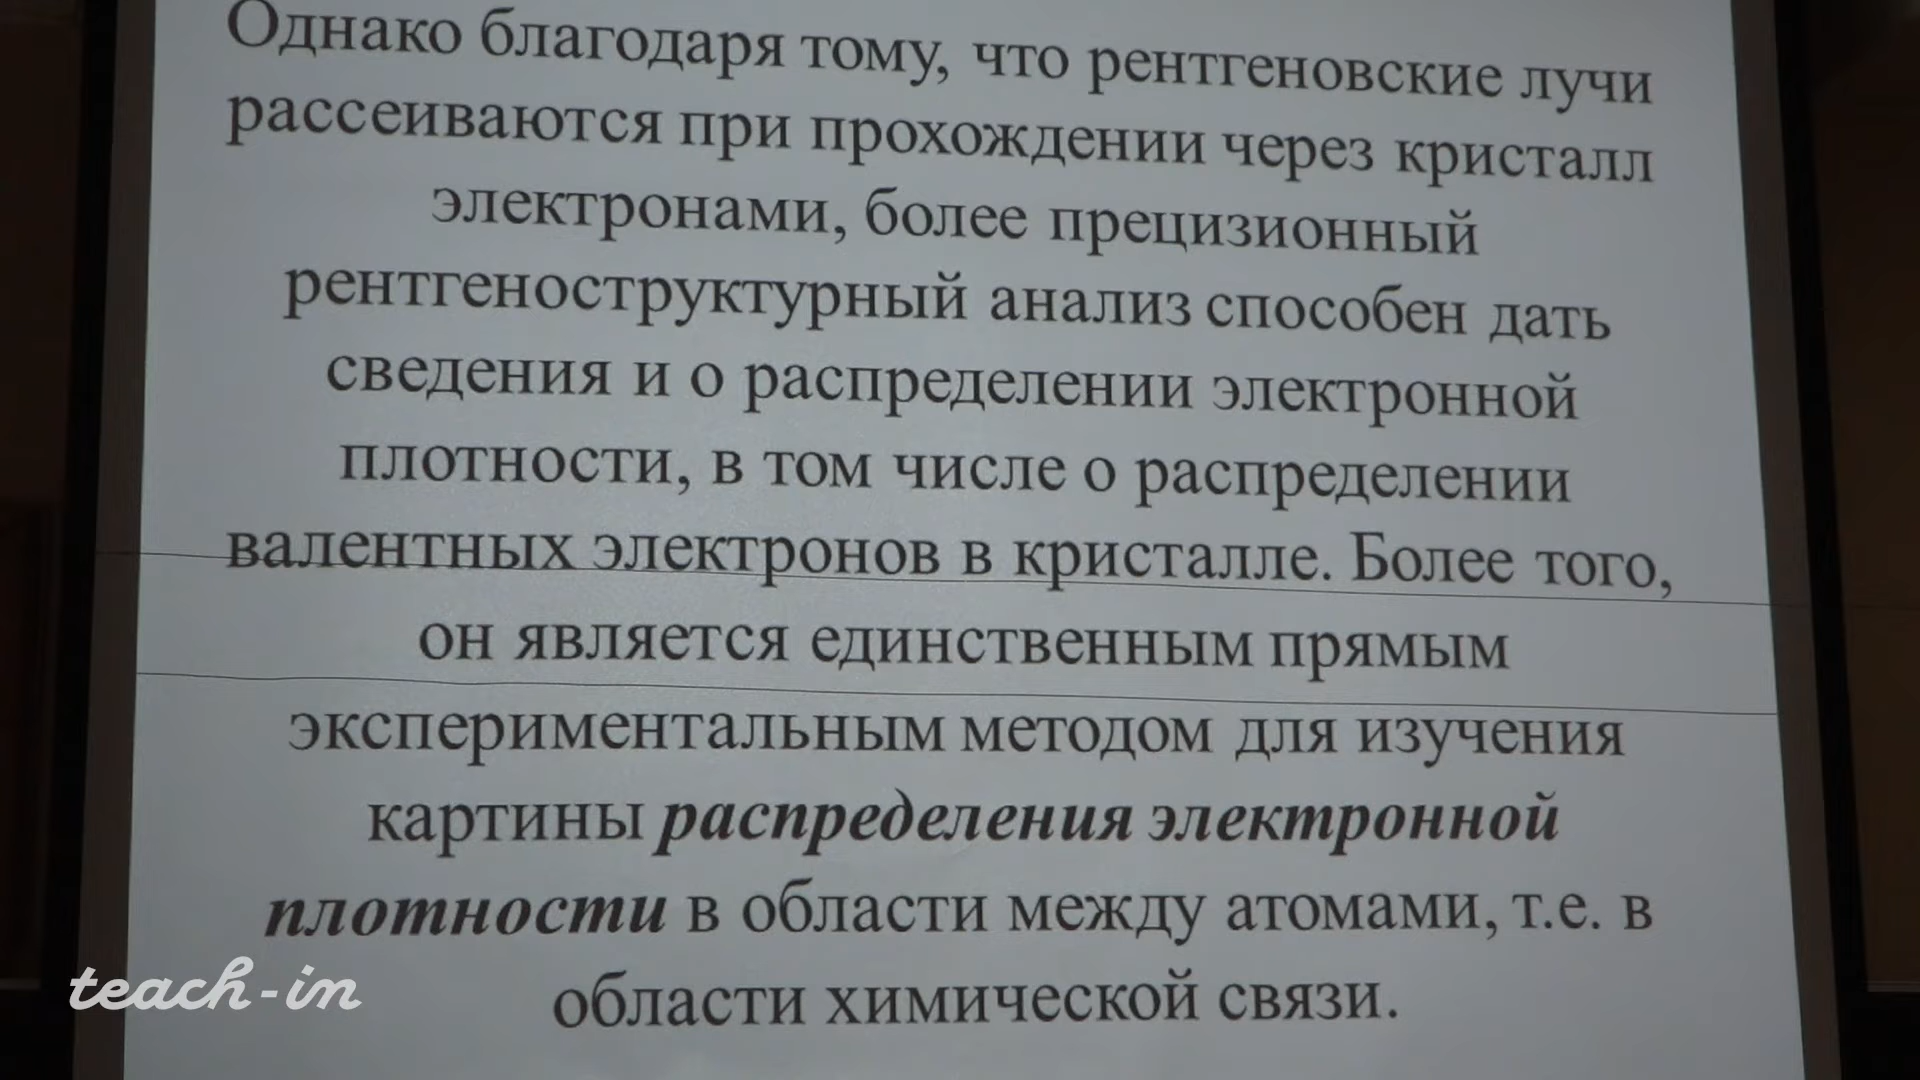 Однако благодаря тому, что рентгеновские лучи
рассеиваются при прохождении через кристалл
электронами, более прецизионный
рентгеноструктурный анализ способен дать
сведения и о распределении электронной
плотности, в том числе о распределении
валентных электронов в кристалле. Более того,
он является единственным прямым
экспериментальным методом для изучения
картины распределения электронной
плотности в области между атомами, т.е. в
области химической связи.
teach-in